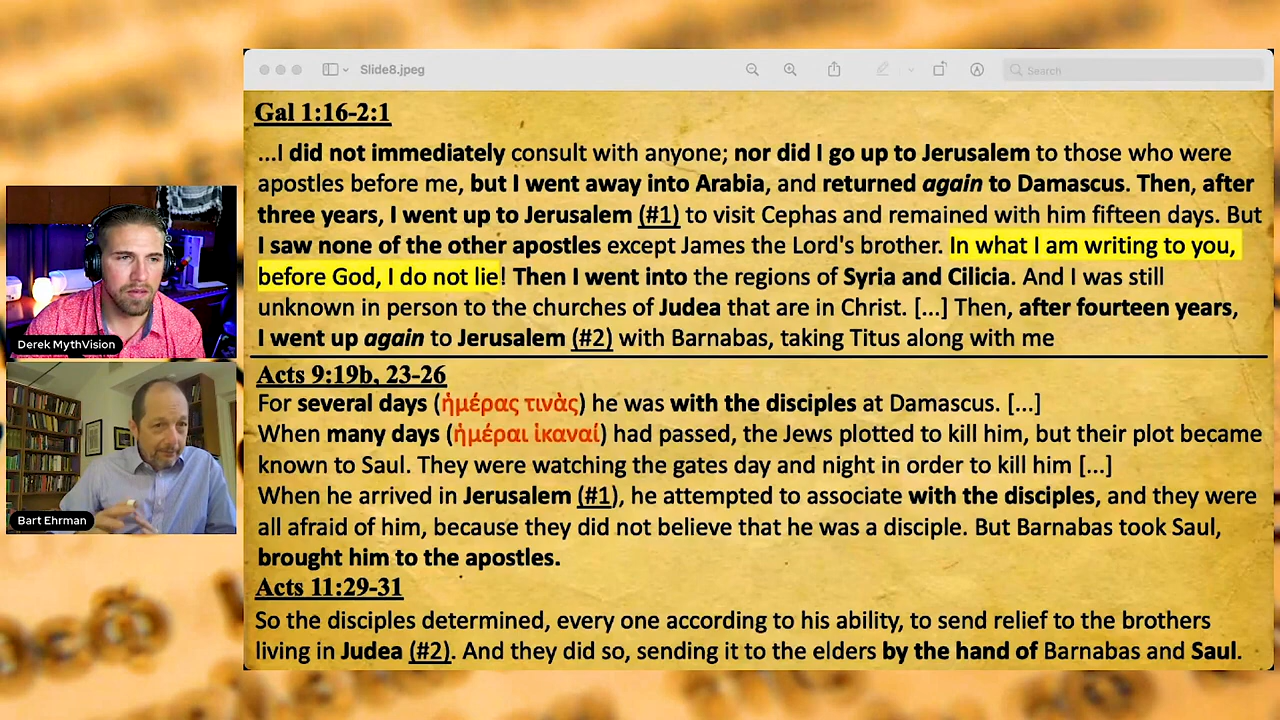 Slide8.jpeg
Search
Gal 1:16-2:1
...I did not immediately consult with anyone; nor did I go up to Jerusalem to those who were
apostles before me, but I went away into Arabia, and returned again to Damascus. Then, after
three years, I went up to Jerusalem (#1) to visit Cephas and remained with him fifteen days. But
I saw none of the other apostles except James the Lord's brother. In what I am writing to you,
before God, I do not lie! Then I went into the regions of Syria and Cilicia. And I was still
unknown in person to the churches of Judea that are in Christ. [...] Then, after fourteen years,
I went up again to Jerusalem (#2) with Barnabas, taking Titus along with me
Derek MythVision
Acts 9:19b, 23-26
For several days (ἡμέρας τινὰς) he was with the disciples at Damascus. [...]
When many days (ἡμέραι ἱκαναί) had passed, the Jews plotted to kill him, but their plot became
known to Saul. They were watching the gates day and night in order to kill him [...]
When he arrived in Jerusalem (#1), he attempted to associate with the disciples, and they were
all afraid of him, because they did not believe that he was a disciple. But Barnabas took Saul,
brought him to the apostles.
Bart Ehrman
Acts 11:29-31
So the disciples determined, every one according to his ability, to send relief to the brothers
living in Judea (#2). And they did so, sending it to the elders by the hand of Barnabas and Saul.